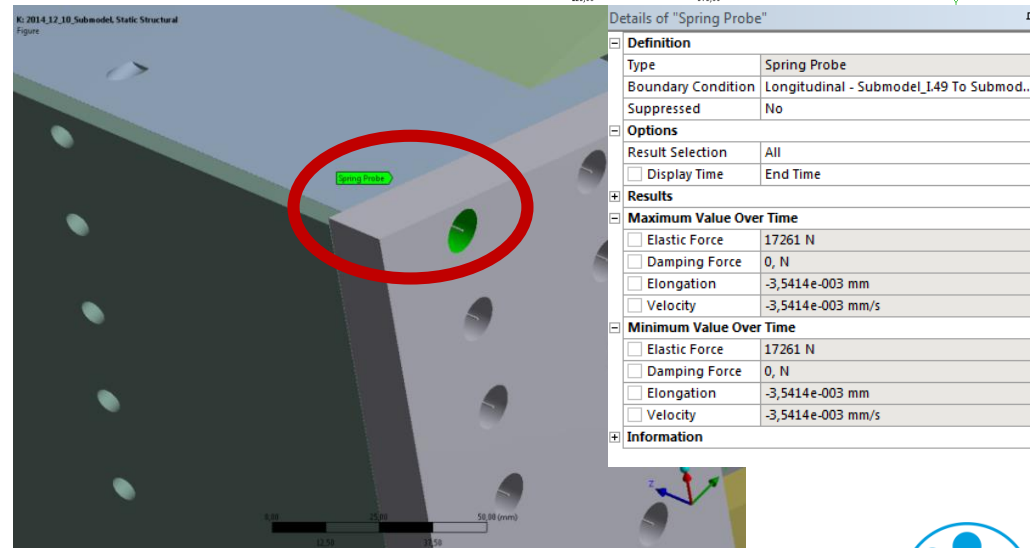 K: 2014_12_10_Submodel, Static Structural
Figure
Spring Probe
0,00 25,00 50,00 (mm)
12,50 37,50
Z
Details of "Spring Probe"
Definition
Type Spring Probe
Boundary Condition Longitudinal - Submodel_I.49 To Submod..
Suppressed No
Options
Result Selection All
Display Time End Time
Results
Maximum Value Over Time
Elastic Force 17261 N
Damping Force 0, N
Elongation -3,5414e-003 mm
Velocity -3,5414e-003 mm/s
Minimum Value Over Time
Elastic Force 17261 N
Damping Force 0, N
Elongation -3,5414e-003 mm
Velocity -3,5414e-003 mm/s
Information